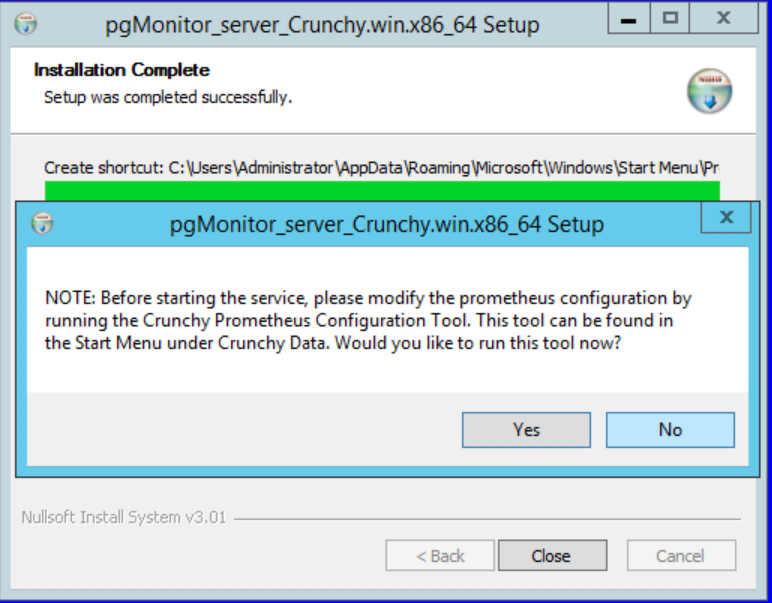 pgMonitor_server_Crunchy.win.x86_64 Setup
Installation Complete
Setup was completed successfully.
Create shortcut: C:\Users\Administrator\AppData\Roaming\Microsoft\Windows\Start Menu\Pr
pgMonitor_server_Crunchy.win.x86_64 Setup
NOTE: Before starting the service, please modify the prometheus configuration by
running the Crunchy Prometheus Configuration Tool. This tool can be found in
the Start Menu under Crunchy Data. Would you like to run this tool now?
Yes No
Nullsoft Install System v3.01
< Back Close Cancel